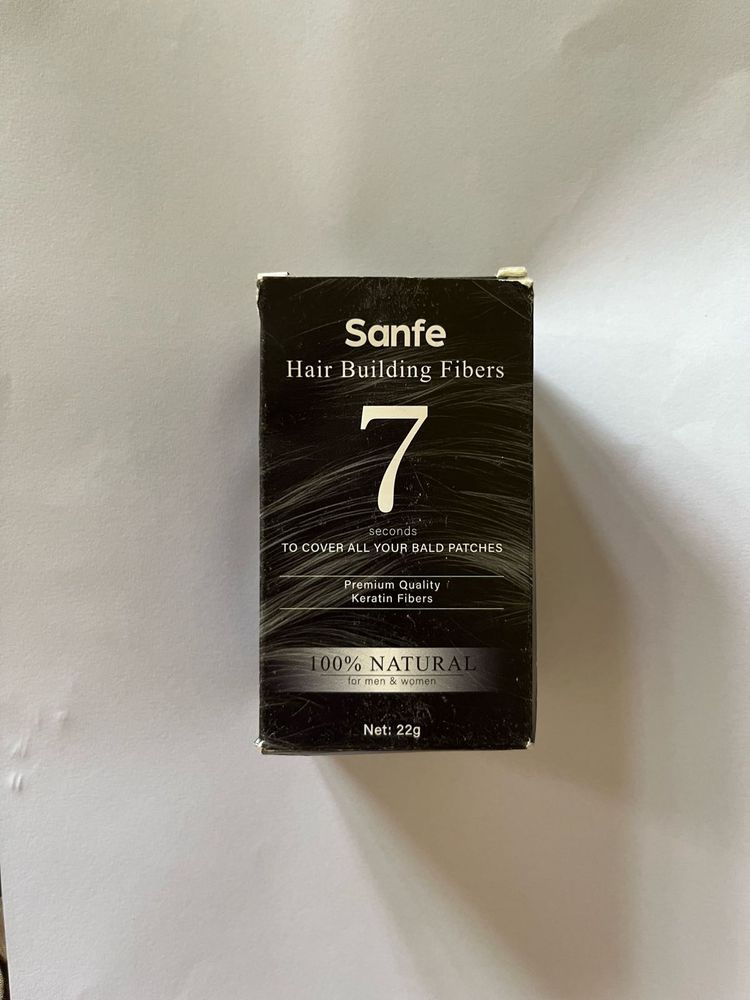 Sanfe
Hair Building Fibers
7
seconds
TO COVER ALL YOUR BALD PATCHES
Premium Quality
Keratin Fibers
100% NATURAL
for men & women
Net: 22g